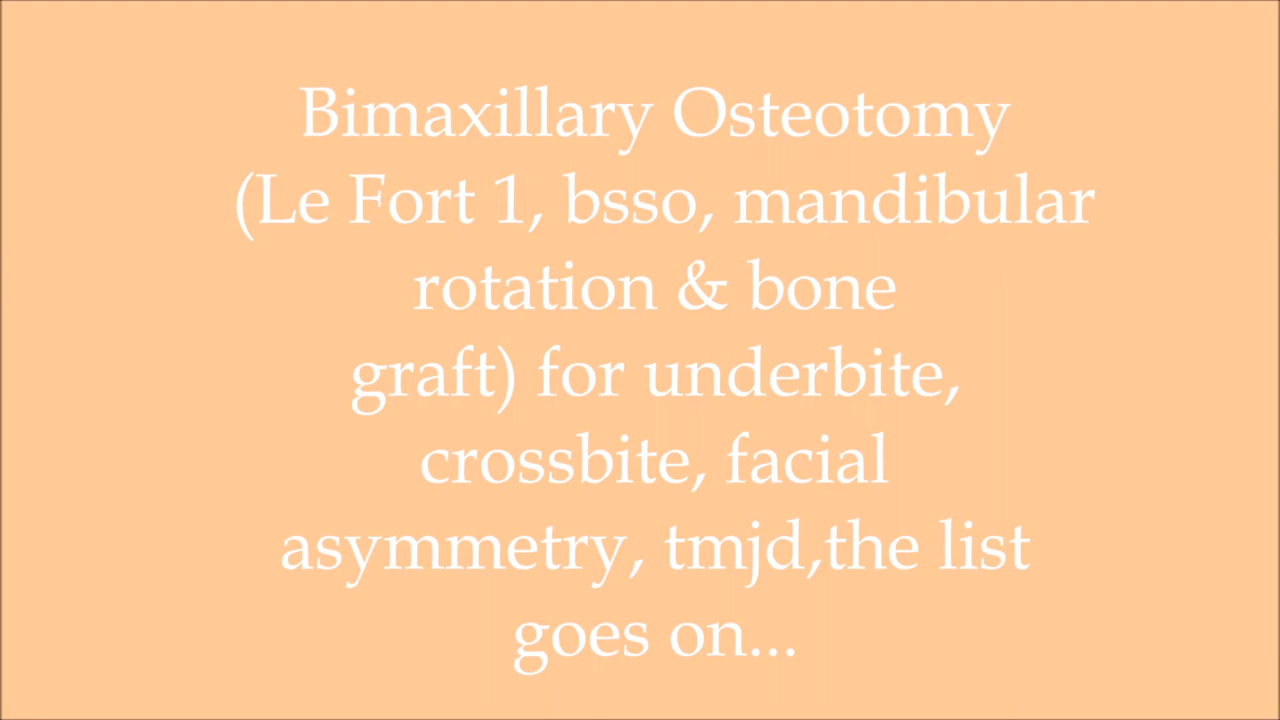 Bimaxillary Osteotomy
(Le Fort 1, bsso, mandibular
rotation & bone
graft) for underbite,
crossbite, facial
asymmetry, tmjd,the list
goes on...